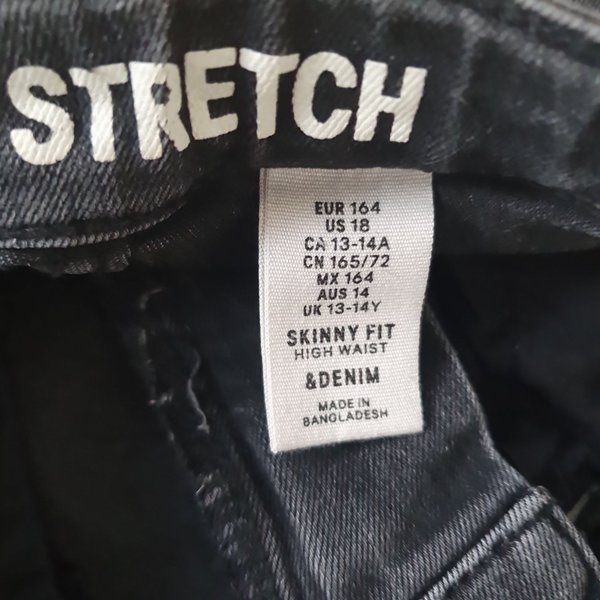 STRETCH
EUR 164
US 18
CA 13-14A
CN 165/72
MX 164
AUS 14
UK 13-14Y
SKINNY FIT
HIGH WAIST
&DENIM
MADE IN
BANGLADESH